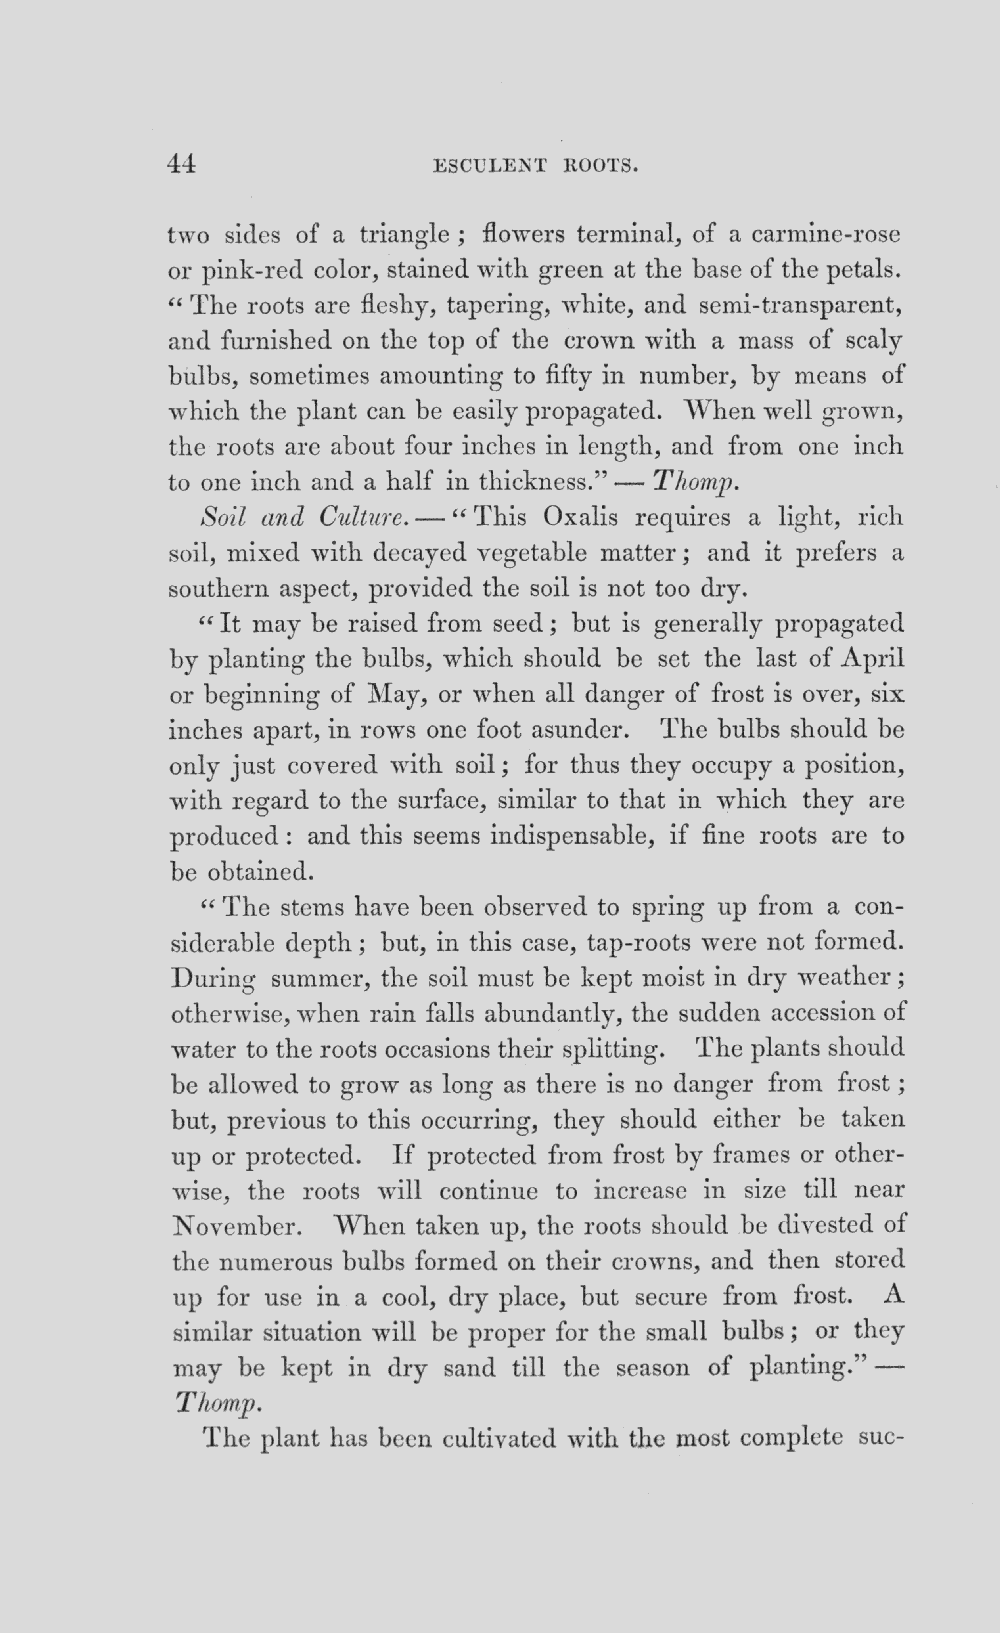 44 ESCULENT ROOTS.
two sides of a triangle; flowers terminal, of a carmine-rose
or pink-red color, stained with green at the base of the petals.
“The roots are fleshy, tapering, white, and semi-transparent,
and furnished on the top of the crown with a mass of scaly
bulbs, sometimes amounting to fifty in number, by means of
which the plant can be easily propagated. When well grown,
the roots are about four inches in length, and from one inch
to one inch and a half in thickness.” — Thomp.
Soil and Culture. — “This Oxalis requires a light, rich
soil, mixed with decayed vegetable matter; and it prefers a
southern aspect, provided the soil is not too dry.
“It may be raised from seed; but is generally propagated
by planting the bulbs, which should be set the last of April
or beginning of May, or when all danger of frost is over, six
inches apart, in rows one foot asunder. The bulbs should be
only just covered with soil; for thus they occupy a position,
with regard to the surface, similar to that in which they are
produced: and this seems indispensable, if fine roots are to
be obtained.
“The stems have been observed to spring up from a con-
siderable depth; but, in this case, tap-roots were not formed.
During summer, the soil must be kept moist in dry weather;
otherwise, when rain falls abundantly, the sudden accession of
water to the roots occasions their splitting. The plants should
be allowed to grow as long as there is no danger from frost;
but, previous to this occurring, they should either be taken
up or protected. If protected from frost by frames or other-
wise, the roots will continue to increase in size till near
November. When taken up, the roots should be divested of
the numerous bulbs formed on their crowns, and then stored
up for use in a cool, dry place, but secure from frost. A
similar situation will be proper for the small bulbs; or they
may be kept in dry sand till the season of planting.” —
Thomp.
The plant has been cultivated with the most complete suc-